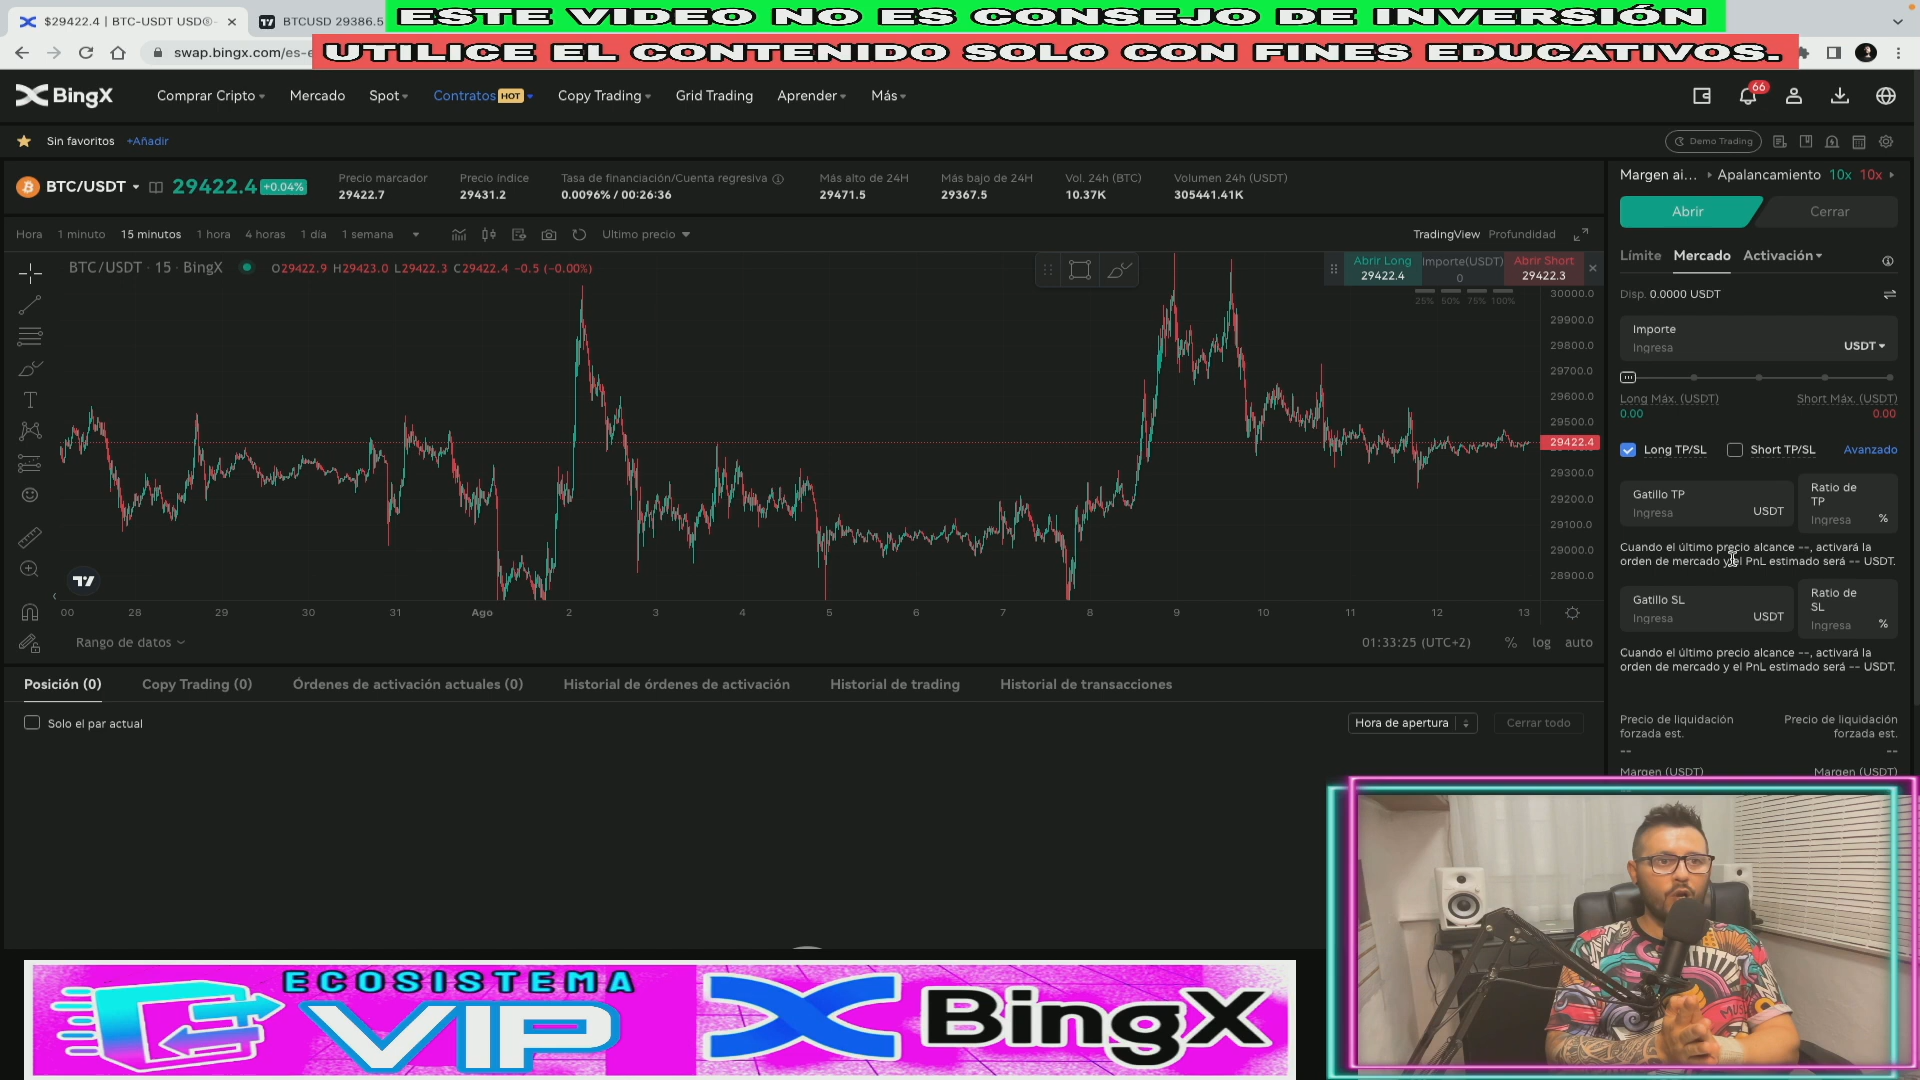 $29422.4 | BTC-USDT USD®-
BTCUSD 29386.5
ESTE VIDEO NO ES CONSEJO DE INVERSIÓN
swap.bingx.com/es-e
UTILICE EL CONTENIDO SOLO CON FINES EDUCATIVOS.
BingX
Comprar Cripto
Mercado
Spot
Contratos HOT
Copy Trading
Grid Trading
Aprender
Más
66
Sin favoritos
+Añadir
Demo Trading
BTC/USDT
29422.4
+0.04%
Precio marcador
29422.7
Precio índice
29431.2
Tasa de financiación/Cuenta regresiva
0.0096% / 00:26:36
Más alto de 24H
29471.5
Más bajo de 24H
29367.5
Vol. 24h (BTC)
10.37K
Volumen 24h (USDT)
305441.41K
Margen ai...
Apalancamiento 10x 10x
Abrir
Cerrar
Hora
1 minuto
15 minutos
1 hora
4 horas
1 día
1 semana
Último precio
TradingView
Profundidad
BTC/USDT · 15 · BingX
O29422.9 H29423.0 L29422.3 C29422.4 -0.5 (-0.00%)
Abrir Long
29422.4
Importe(USDT)
0
Abrir Short
29422.3
25% 50% 75% 100%
30000.0
29900.0
29800.0
29700.0
29600.0
29500.0
29422.4
29300.0
29200.0
29100.0
29000.0
28900.0
00 28 29 30 31 Ago 2 3 4 5 6 7 8 9 10 11 12 13
Rango de datos
01:33:25 (UTC+2)
%
log
auto
Límite
Mercado
Activación
Disp. 0.0000 USDT
Importe
Ingresa
USDT
Long Máx. (USDT)
Short Máx. (USDT)
0.00
0.00
Long TP/SL
Short TP/SL
Avanzado
Gatillo TP
Ingresa
USDT
Ratio de
TP
Ingresa
%
Cuando el último precio alcance --, activará la
orden de mercado y el PnL estimado será -- USDT.
Gatillo SL
Ingresa
USDT
Ratio de
SL
Ingresa
%
Cuando el último precio alcance --, activará la
orden de mercado y el PnL estimado será -- USDT.
Precio de liquidación
forzada est.
--
Precio de liquidación
forzada est.
--
Margen (USDT)
Margen (USDT)
Posición (0)
Copy Trading (0)
Órdenes de activación actuales (0)
Historial de órdenes de activación
Historial de trading
Historial de transacciones
Solo el par actual
Hora de apertura
Cerrar todo
ECOSISTEMA
VIP
BingX